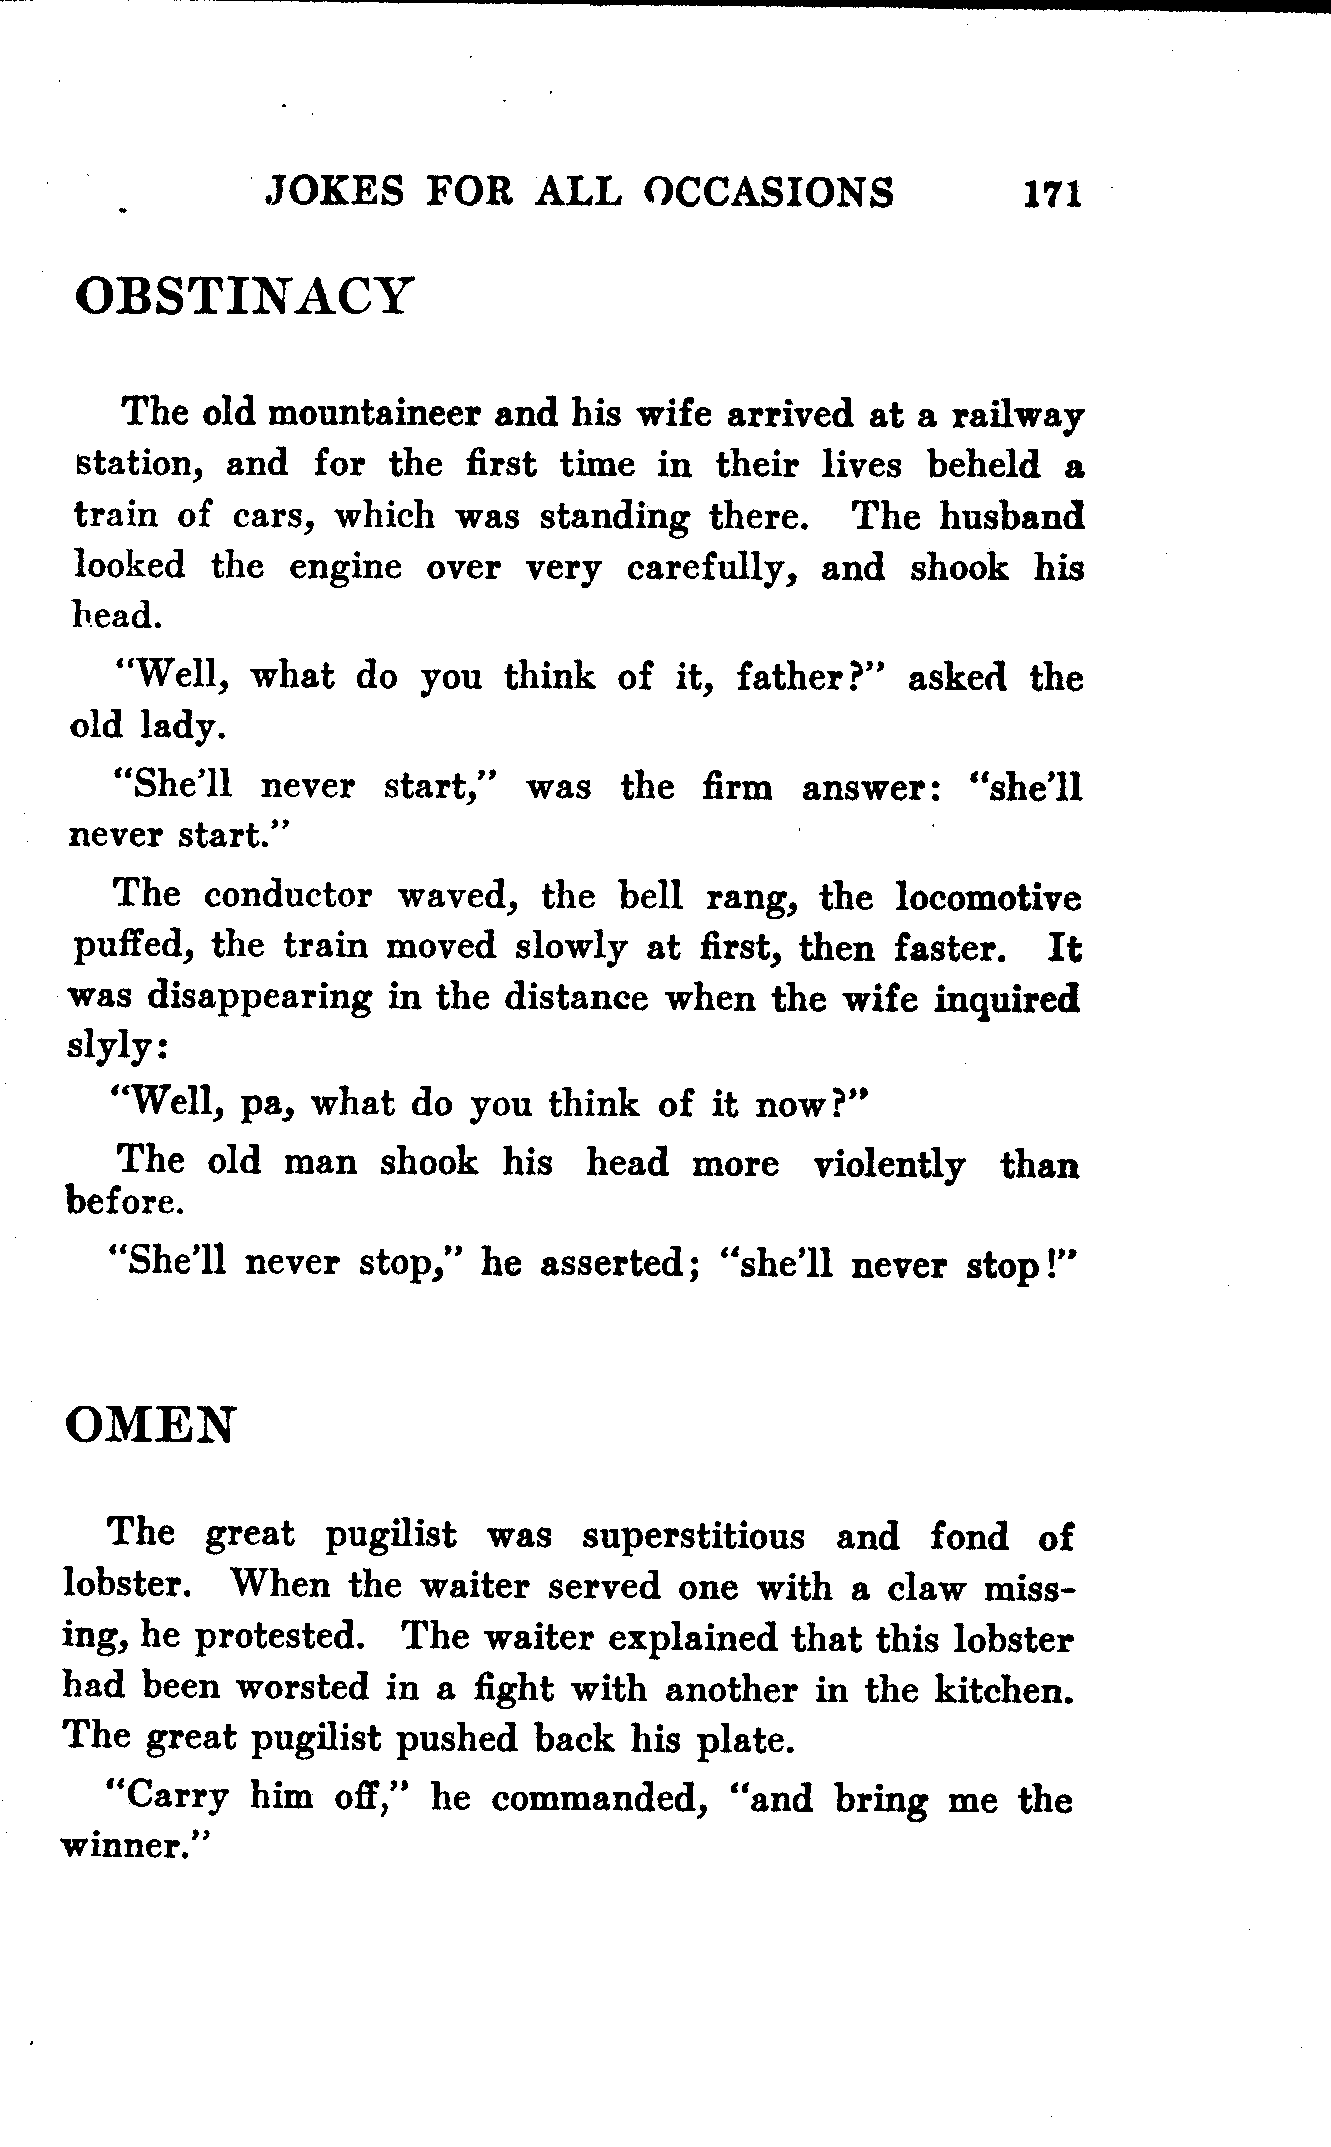 JOKES FOR ALL OCCASIONS 171
OBSTINACY
The old mountaineer and his wife arrived at a railway
station, and for the first time in their lives beheld a
train of cars, which was standing there. The husband
looked the engine over very carefully, and shook his
head.
"Well, what do you think of it, father?" asked the
old lady.
"She'll never start," was the firm answer: "she'll
never start."
The conductor waved, the bell rang, the locomotive
puffed, the train moved slowly at first, then faster. It
was disappearing in the distance when the wife inquired
slyly:
"Well, pa, what do you think of it now?"
The old man shook his head more violently than
before.
"She'll never stop," he asserted; "she'll never stop!"
OMEN
The great pugilist was superstitious and fond of
lobster. When the waiter served one with a claw miss-
ing, he protested. The waiter explained that this lobster
had been worsted in a fight with another in the kitchen.
The great pugilist pushed back his plate.
"Carry him off," he commanded, "and bring me the
winner."